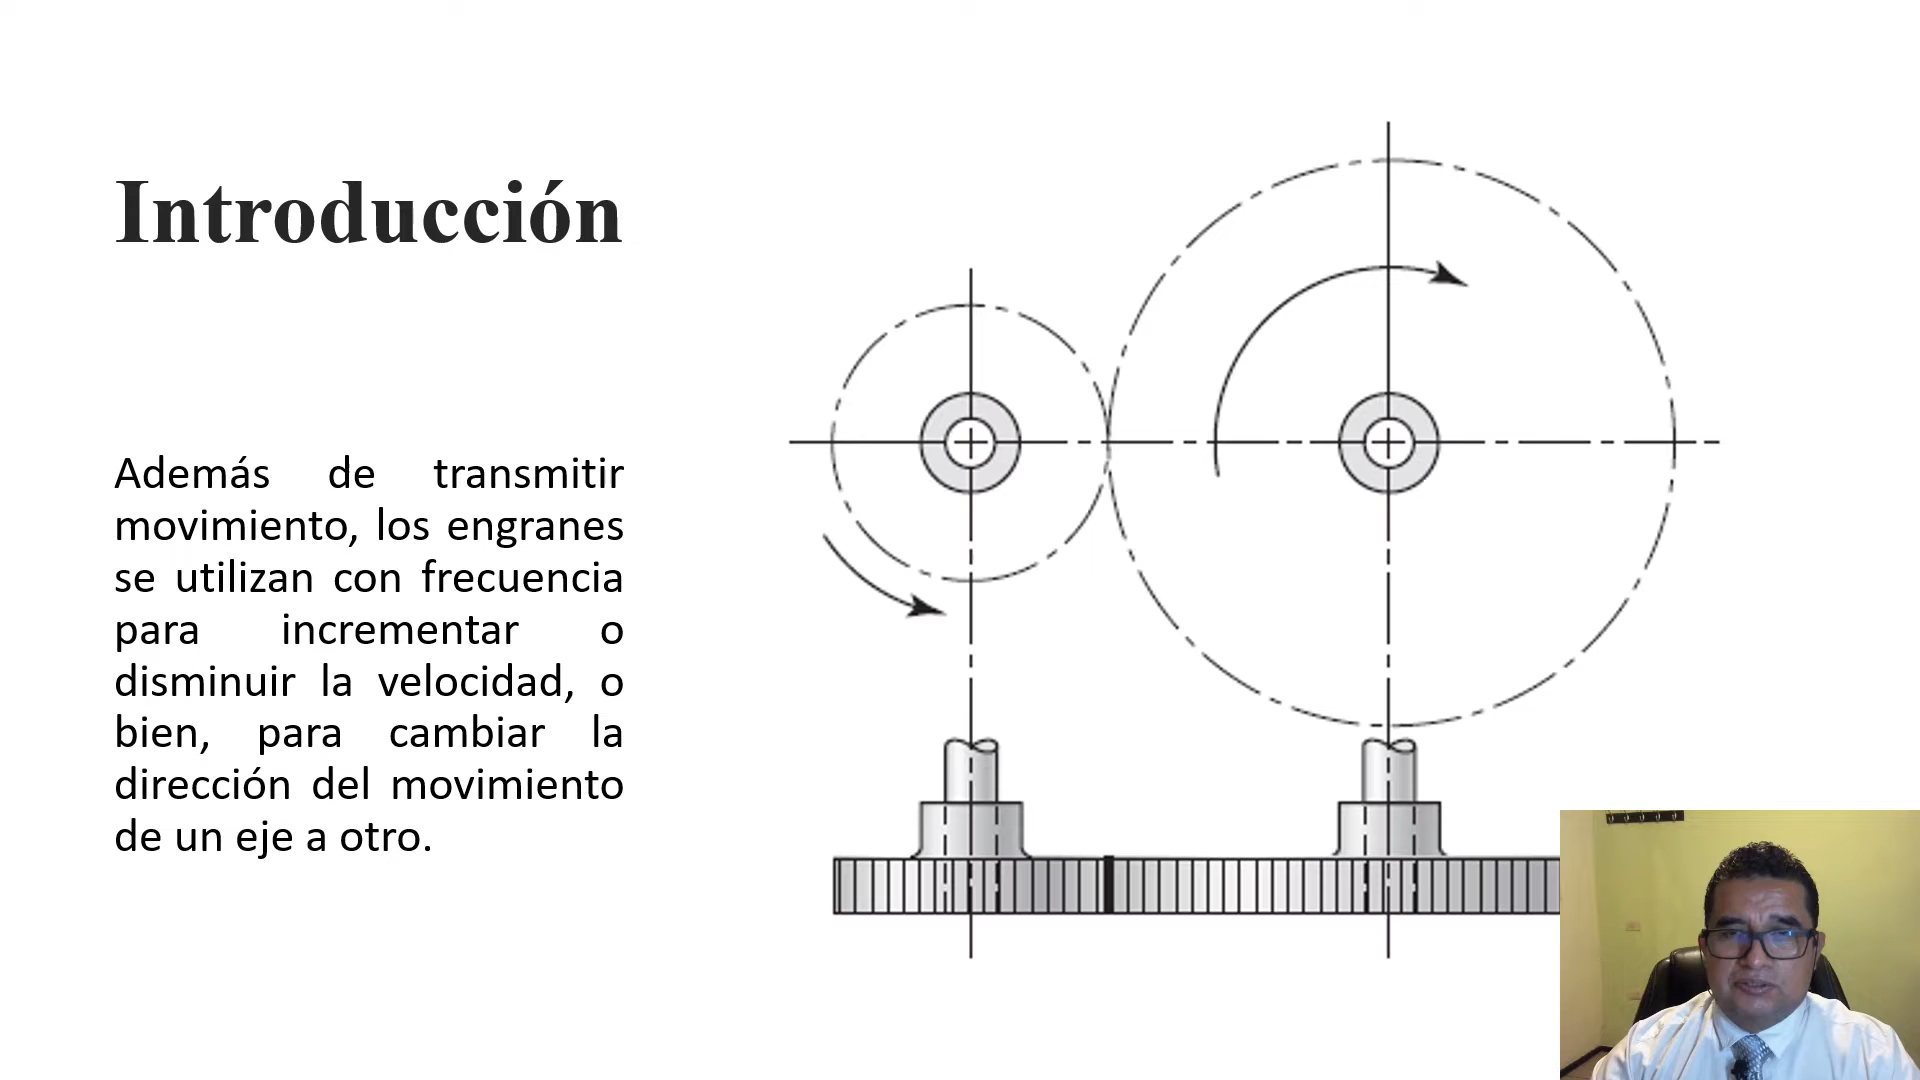 Introducción
Además de transmitir
movimiento, los engranes
se utilizan con frecuencia
para incrementar o
disminuir la velocidad, o
bien, para cambiar la
dirección del movimiento
de un eje a otro.